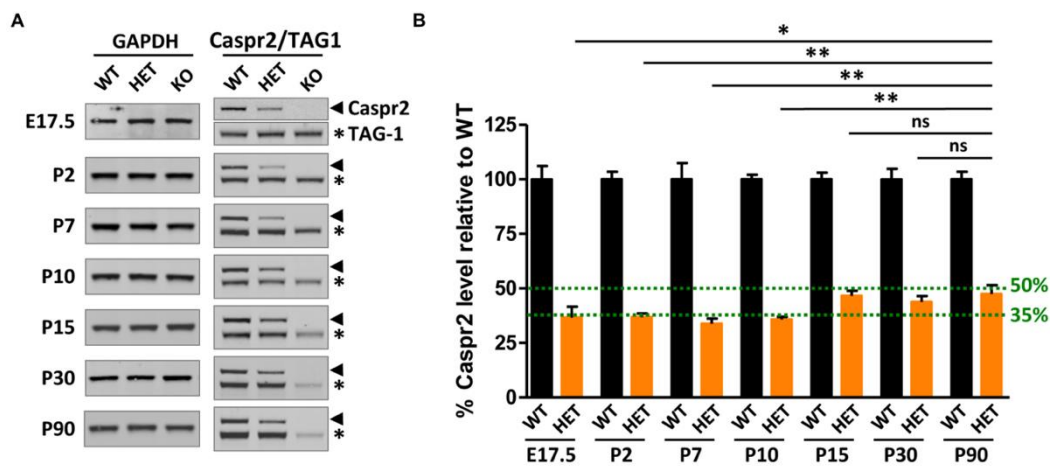 A
GAPDH Caspr2/TAG1
WT HET KO WT HET KO
E17.5 Caspr2
* TAG-1
P2 *
P7 *
P10 *
P15 *
P30 *
P90 *
B
*
**
**
**
ns
ns
% Caspr2 level relative to WT
125
100
75
50
25
0
50%
35%
WT HET WT HET WT HET WT HET WT HET WT HET WT HET
E17.5 P2 P7 P10 P15 P30 P90